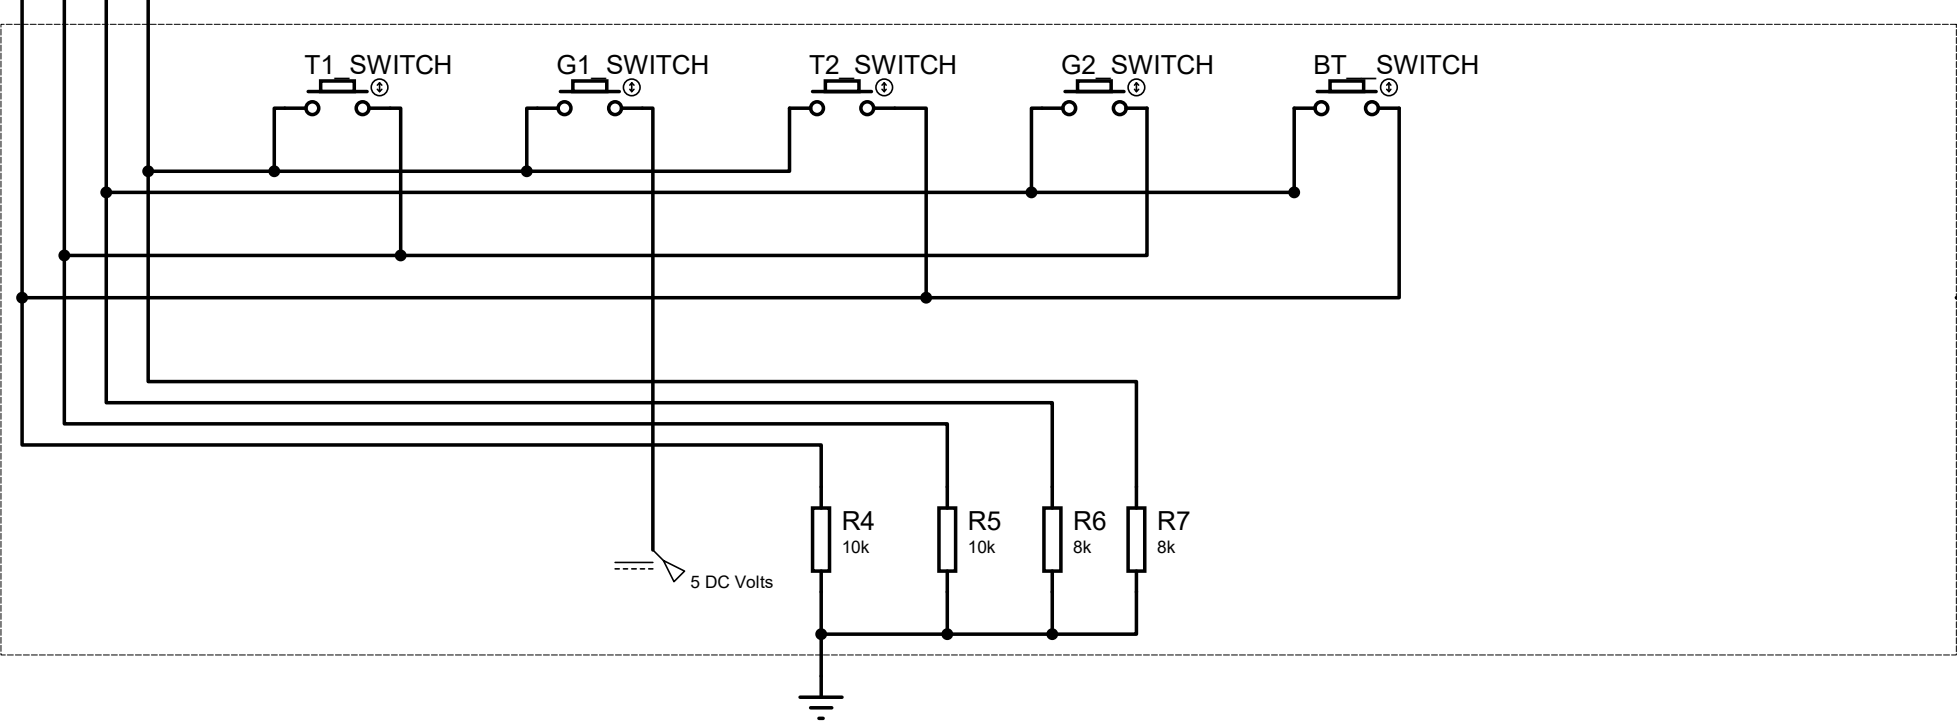 T1_SWITCH
G1_SWITCH
T2_SWITCH
G2_SWITCH
BT__SWITCH
R4
10k
R5
10k
R6
8k
R7
8k
5 DC Volts